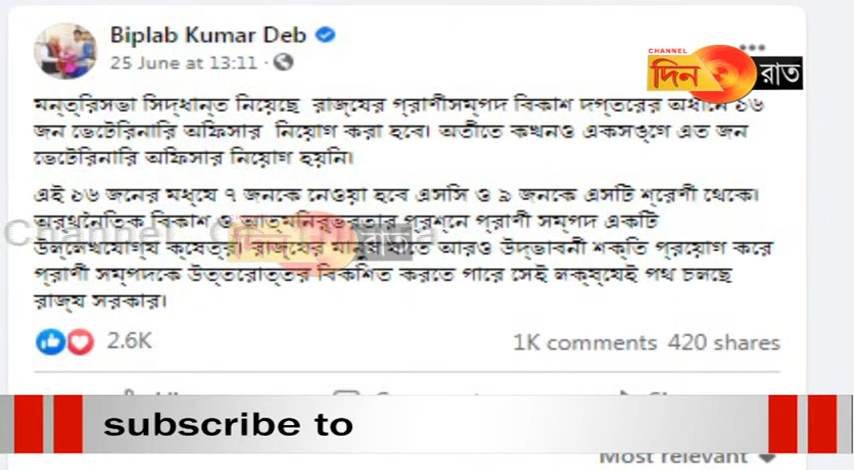 Biplab Kumar Deb
25 June at 13:11
CHANNEL
দিন রাত
মন্ত্রিসভা সিদ্ধান্ত নিয়েছে রাজ্যের প্রাণীসম্পদ বিকাশ দপ্তরের অধীনে ১৬
জন ভেটেরিনারি অফিসার নিয়োগ করা হবে। অতীতে কখনও একসঙ্গে এত জন
ভেটেরিনারি অফিসার নিয়োগ হয়নি।
এই ১৬ জনের মধ্যে ৭ জনকে নেওয়া হবে এসসি ও ৯ জনকে এসটি শ্রেণী থেকে।
অর্থনৈতিক বিকাশ ও আত্মনির্ভরতার প্রশ্নে প্রাণী সম্পদ একটি
উল্লেখযোগ্য ক্ষেত্র। রাজ্যের মানুষ যাতে আরও উদ্ভাবনী শক্তি প্রয়োগ করে
প্রাণী সম্পদকে উত্তরোত্তর বিকশিত করতে পারে সেই লক্ষ্যেই পথ চলছে
রাজ্য সরকার।
Channel
2.6K
1K comments 420 shares
subscribe to
Most relevant